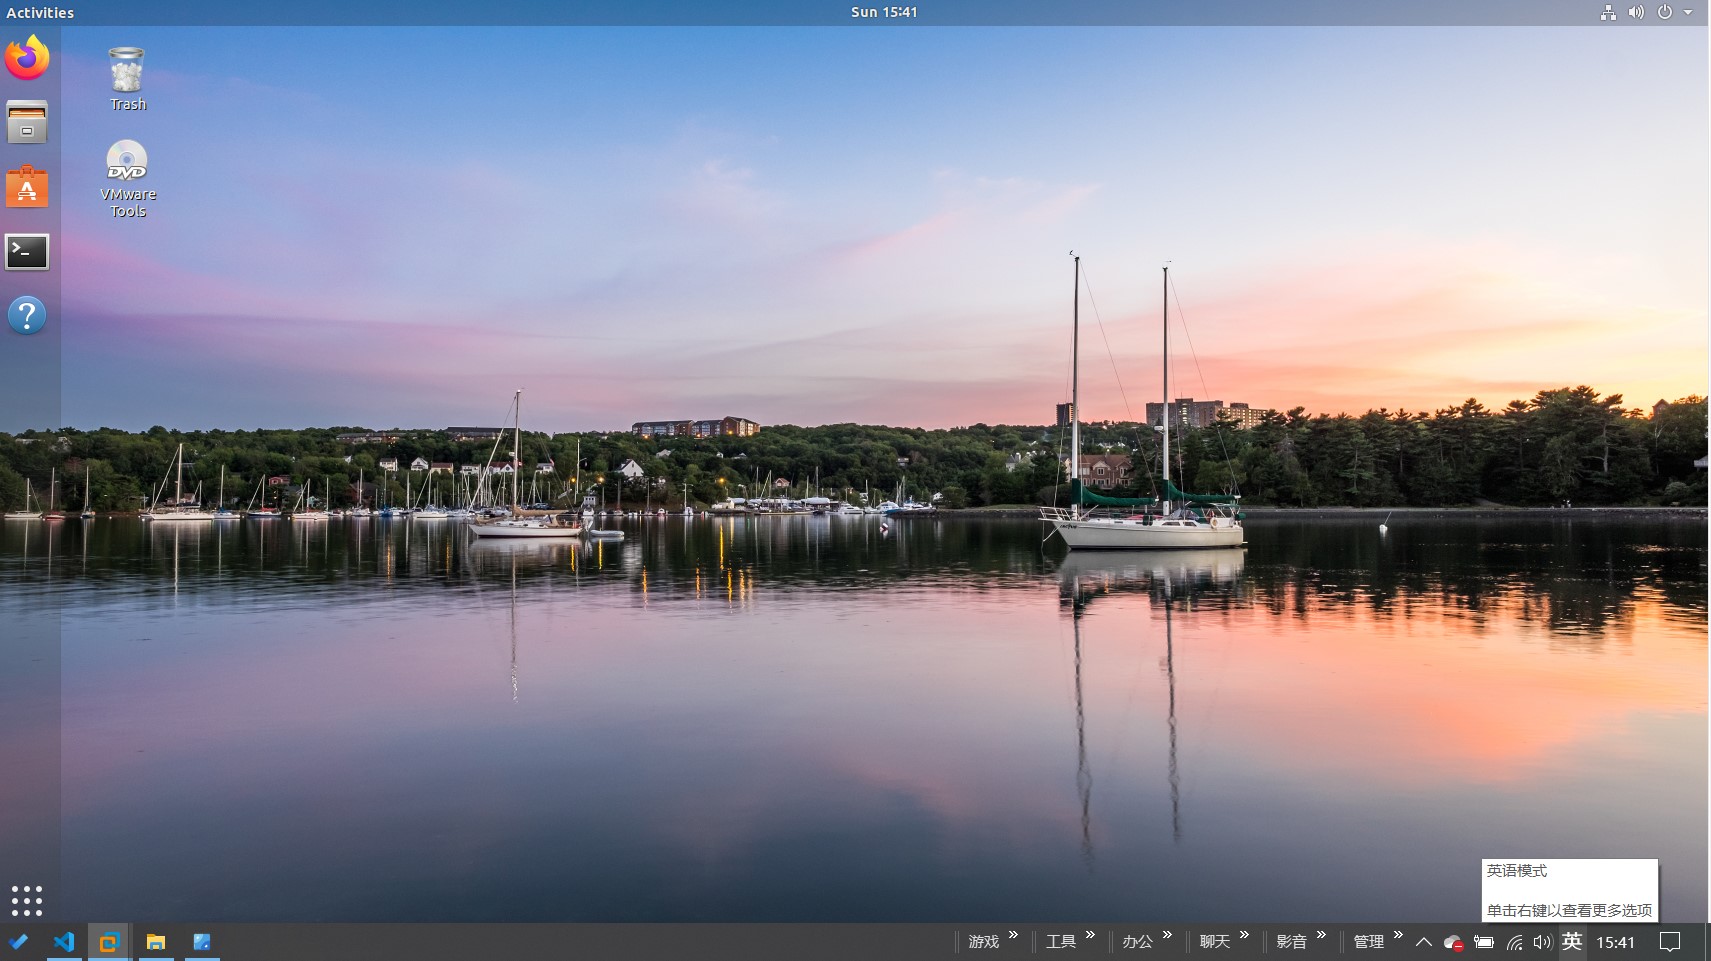 Activities
Sun 15:41
Trash
VMware
Tools
英语模式
单击右键以查看更多选项
游戏
工具
办公
聊天
影音
管理
英
15:41